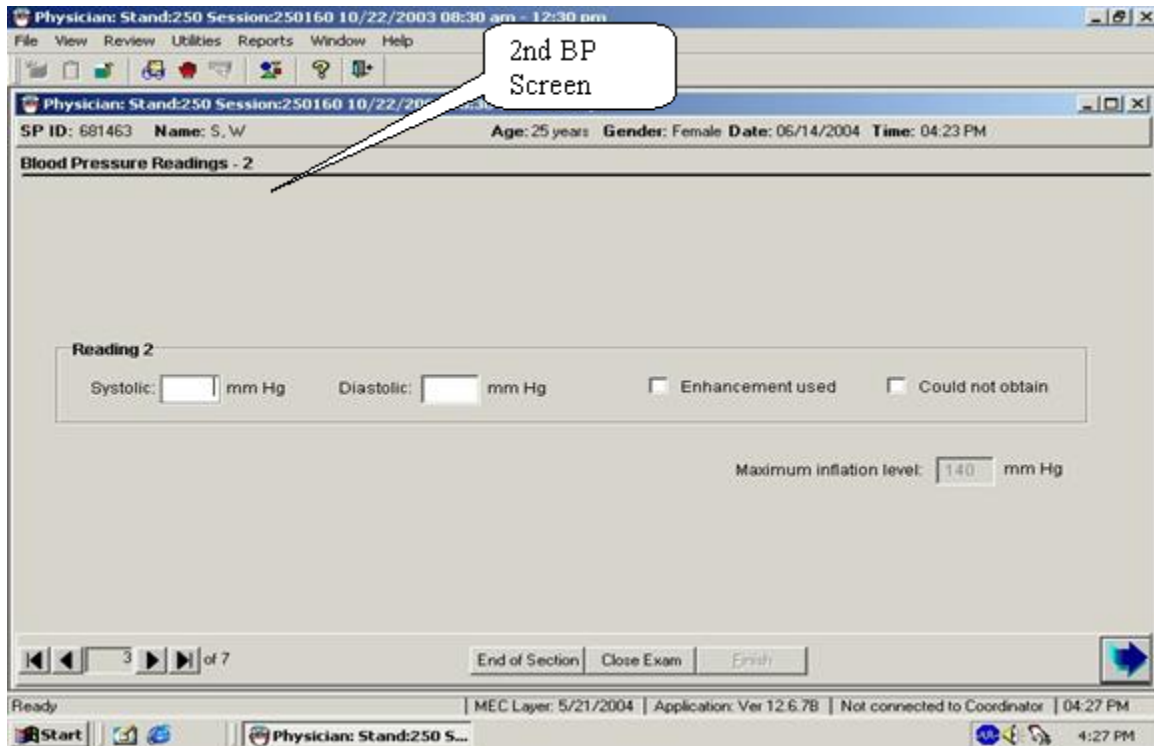 Physician: Stand:250 Session:250160 10/22/2003 08:30 am - 12:30 pm
File View Review Utilities Reports Window Help
2nd BP
Screen
Physician: Stand:250 Session:250160
SP ID: 681463 Name: S, W Age: 25 years Gender: Female Date: 06/14/2004 Time: 04:23 PM
Blood Pressure Readings - 2
Reading 2
Systolic: mm Hg Diastolic: mm Hg Enhancement used Could not obtain
Maximum inflation level: 140 mm Hg
3 of 7 End of Section Close Exam Finish
Ready MEC Layer: 5/21/2004 Application: Ver 12.6.7B Not connected to Coordinator 04:27 PM
Start Physician: Stand:250 S... 4:27 PM